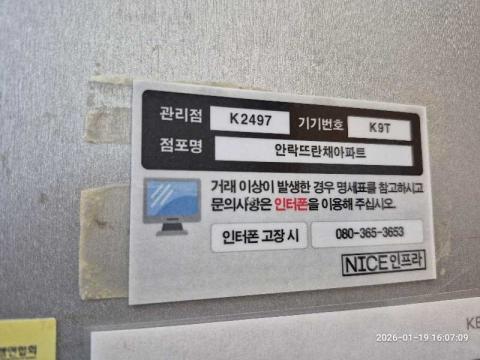 관리점 K2497 기기번호 K9T
점포명 안락뜨란채아파트
거래 이상이 발생한 경우 명세표를 참고하시고
문의사항은 인터폰을 이용해 주십시오.
인터폰 고장 시 080-365-3653
NICE인프라
KB
2026-01-19 16:07:09